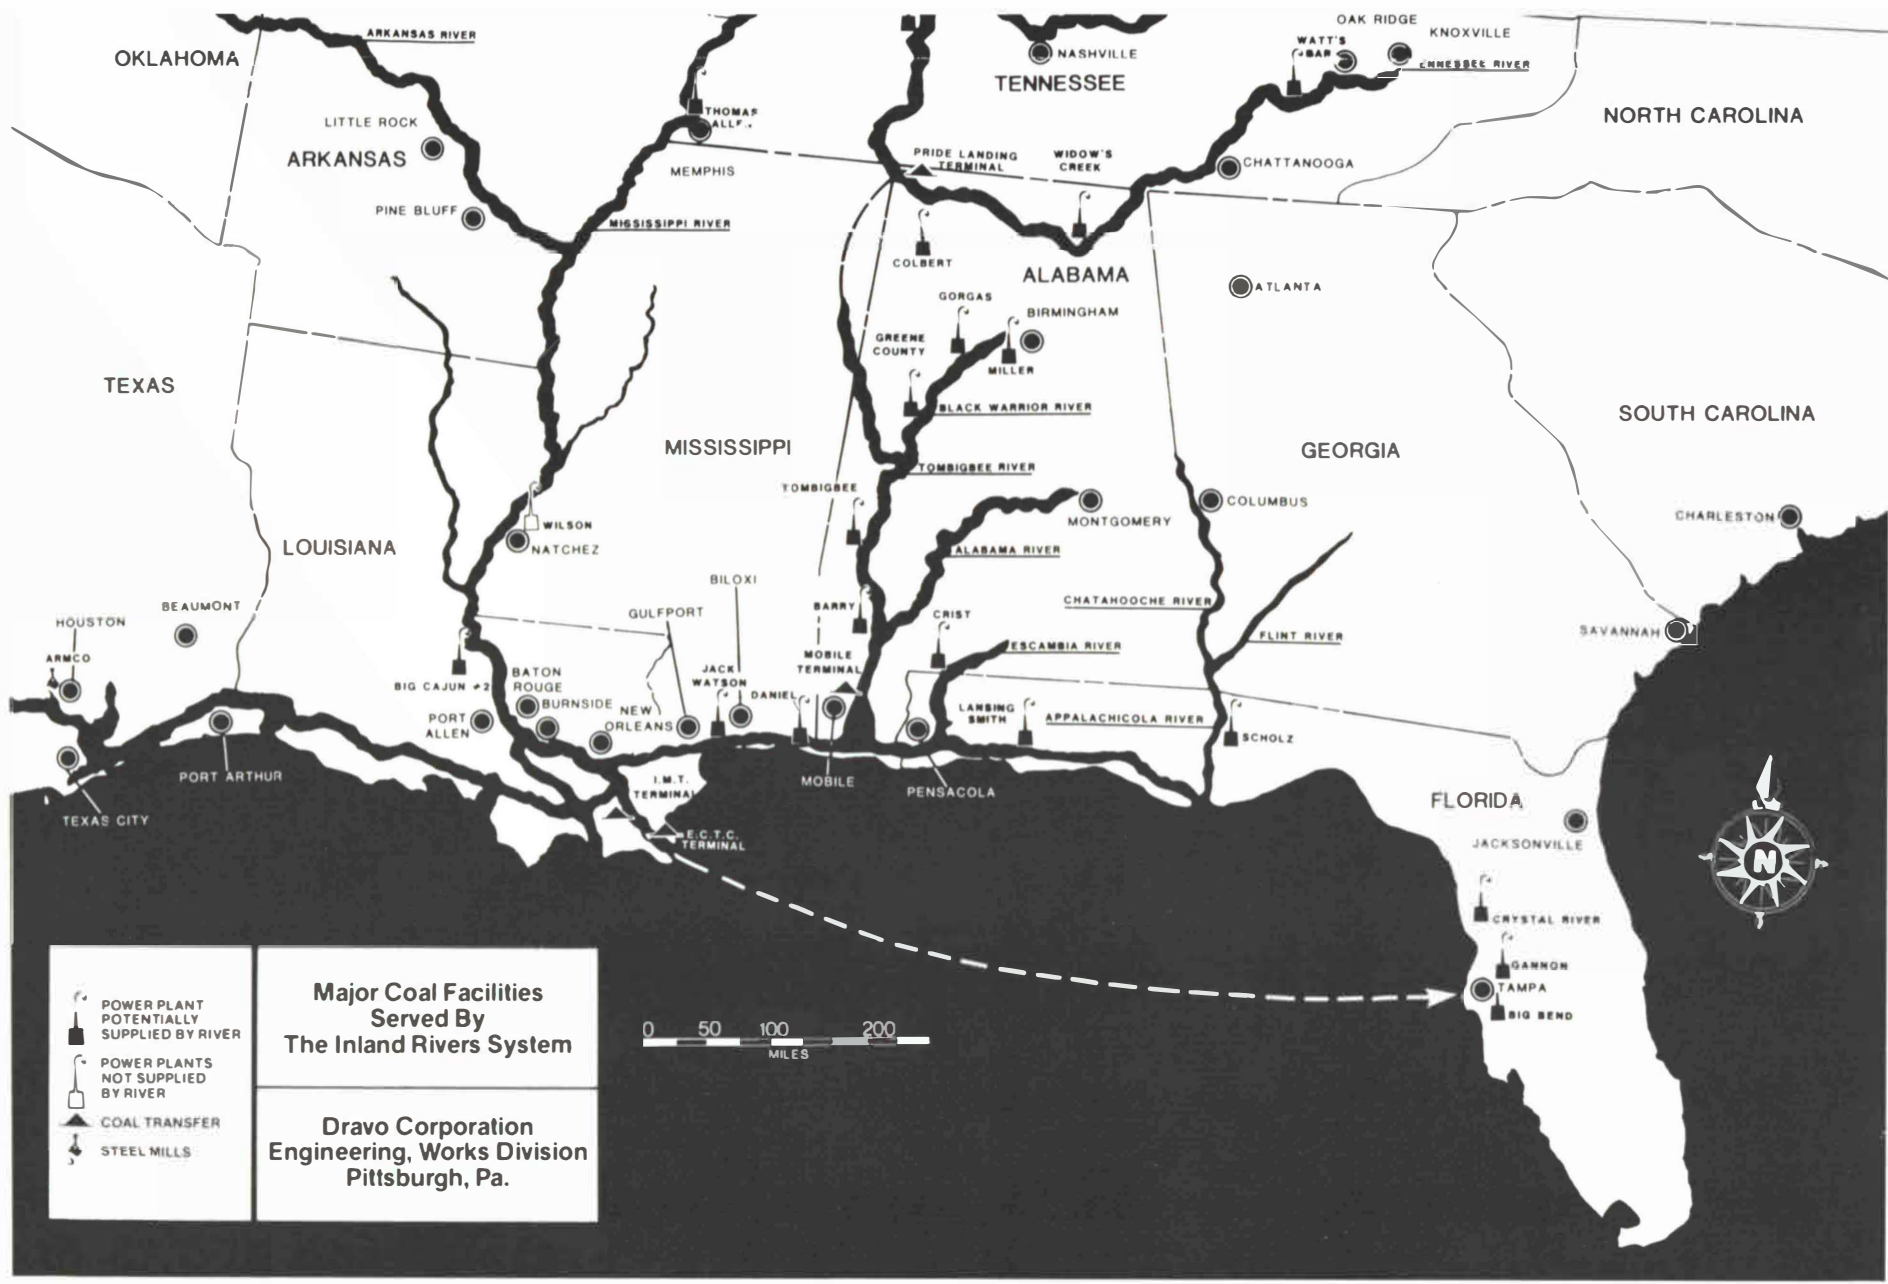 OAK RIDGE
KNOXVILLE
ARKANSAS RIVER
WATT'S
BAR
OKLAHOMA
NASHVILLE
TENNESSEE
THOMAS
NORTH CAROLINA
LITTLE ROCK
ARKANSAS
MEMPHIS
PRIDE LANDING
TERMINAL
WIDOW'S
CREEK
CHATTANOOGA
PINE BLUFF
MISSISSIPPI RIVER
COLBERT
ALABAMA
ATLANTA
GORGAS
BIRMINGHAM
GREENE
COUNTY
MILLER
TEXAS
BLACK WARRIOR RIVER
SOUTH CAROLINA
MISSISSIPPI
GEORGIA
TOMBIGBEE RIVER
TOMBIGBEE
MONTGOMERY
COLUMBUS
CHARLESTON
WILSON
NATCHEZ
LOUISIANA
ALABAMA RIVER
BILOXI
BEAUMONT
GULFPORT
BARRY
CRIST
CHATAHOOCHE RIVER
HOUSTON
SAVANNAH
FLINT RIVER
ESCAMBIA RIVER
ARMCO
MOBILE
TERMINAL
BIG CAJUN #2
BATON
ROUGE
JACK
WATSON
DANIEL
BURNSIDE
PORT
ALLEN
NEW
ORLEANS
LANSING
SMITH
APPALACHICOLA RIVER
SCHOLZ
PORT ARTHUR
I.M.T.
TERMINAL
MOBILE
PENSACOLA
FLORIDA
TEXAS CITY
E.C.T.C.
TERMINAL
JACKSONVILLE
N
CRYSTAL RIVER
GANNON
TAMPA
BIG BEND
POWER PLANT
POTENTIALLY
SUPPLIED BY RIVER
POWER PLANTS
NOT SUPPLIED
BY RIVER
COAL TRANSFER
STEEL MILLS
Major Coal Facilities
Served By
The Inland Rivers System
Dravo Corporation
Engineering, Works Division
Pittsburgh, Pa.
0 50 100 200
MILES